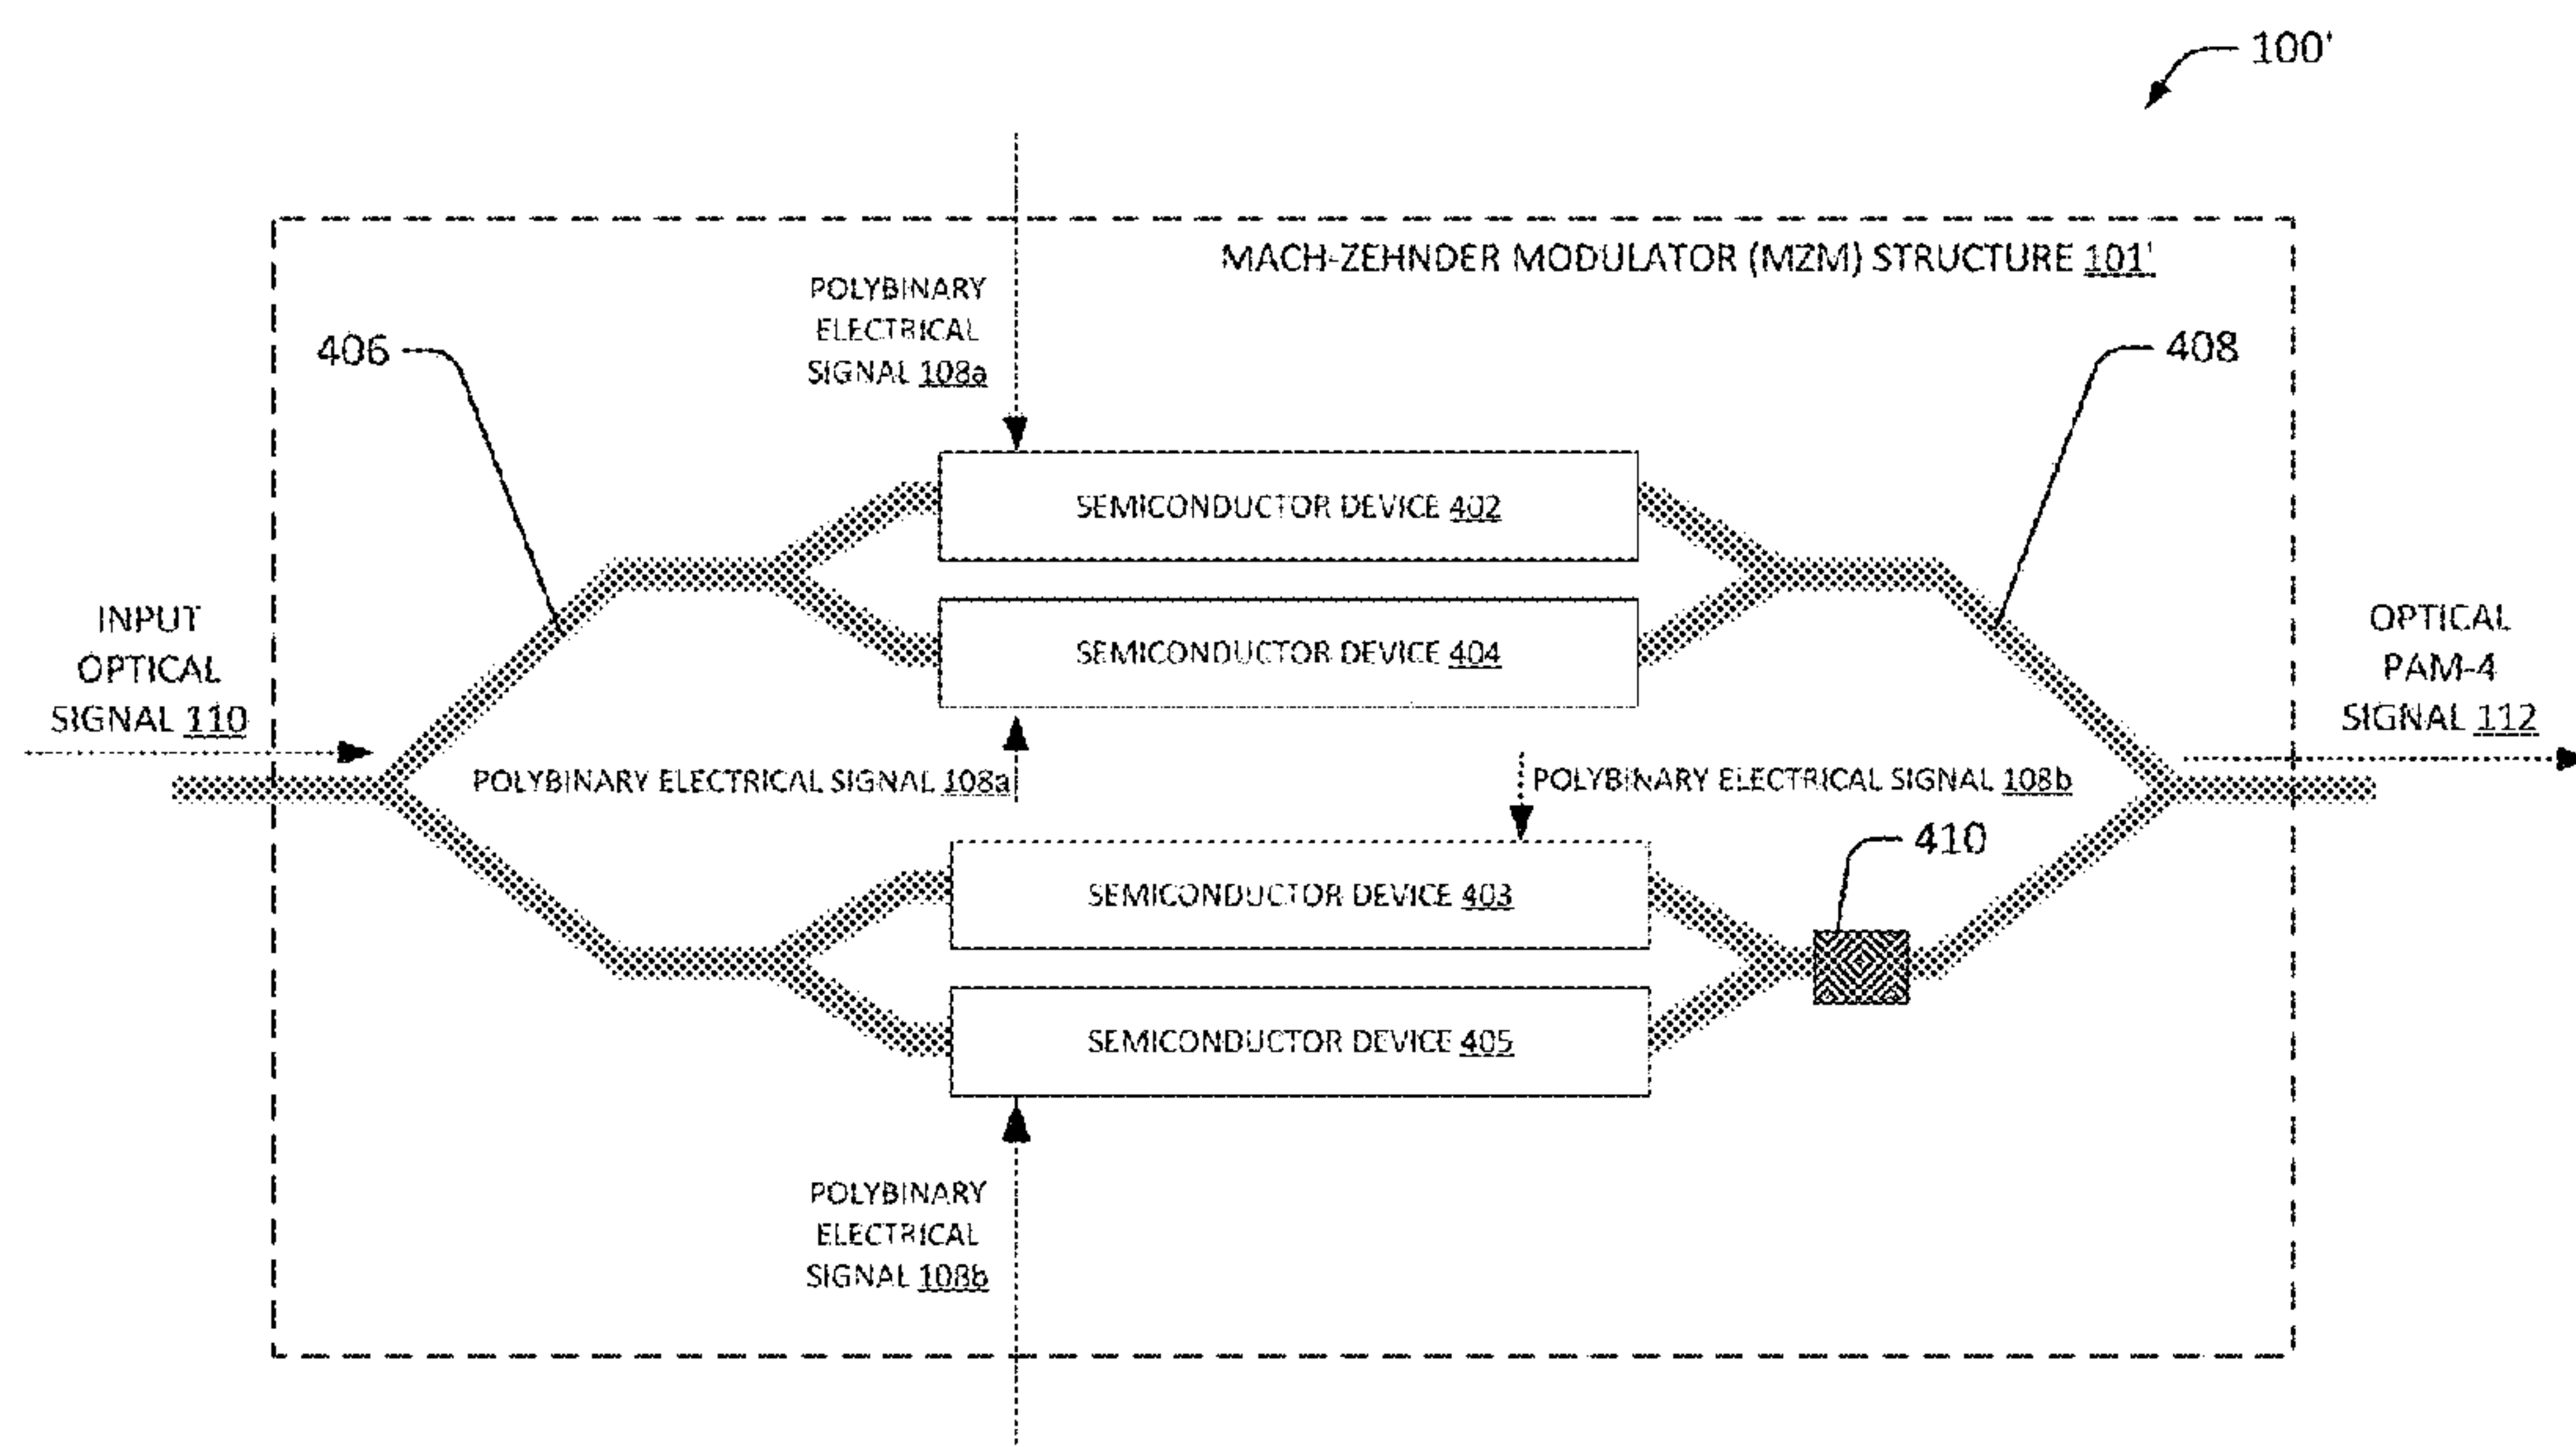 100'
MACH-ZEHNDER MODULATOR (MZM) STRUCTURE 101'
POLYBINARY
ELECTRICAL
SIGNAL 108a
406
408
SEMICONDUCTOR DEVICE 402
INPUT
OPTICAL
SIGNAL 110
SEMICONDUCTOR DEVICE 404
OPTICAL
PAM-4
SIGNAL 112
POLYBINARY ELECTRICAL SIGNAL 108a
POLYBINARY ELECTRICAL SIGNAL 108b
410
SEMICONDUCTOR DEVICE 403
SEMICONDUCTOR DEVICE 405
POLYBINARY
ELECTRICAL
SIGNAL 108b